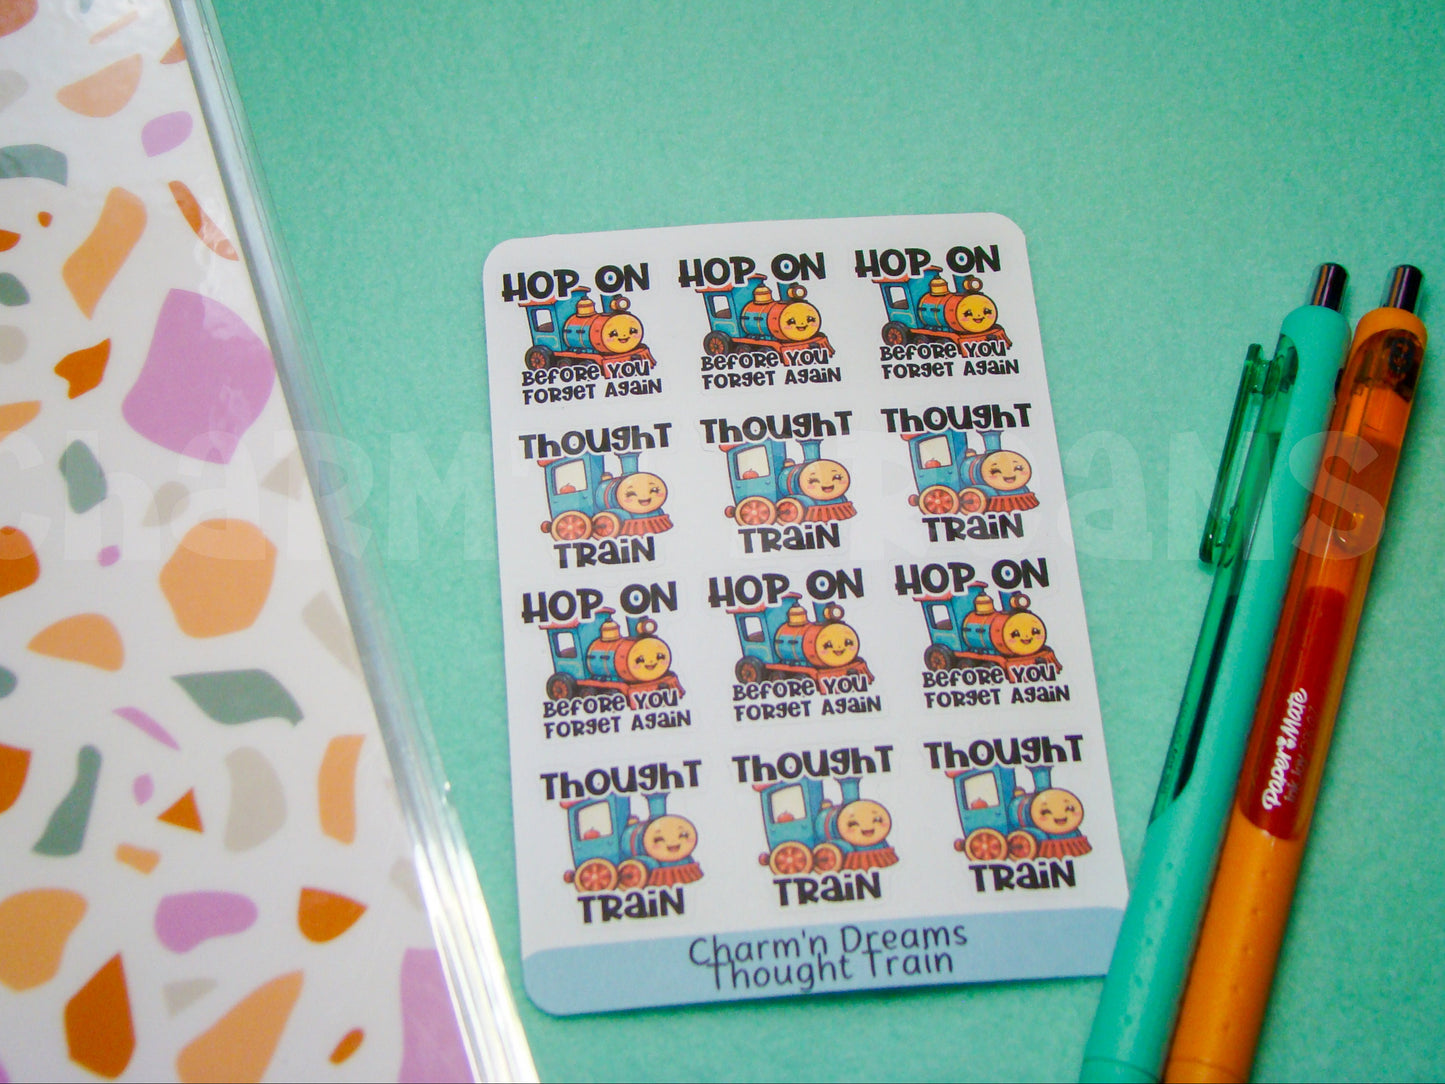 HOP ON HOP ON HOP ON
BEFORE YOU BEFORE YOU BEFORE YOU
FORGET AGAIN FORGET AGAIN FORGET AGAIN
THOUGHT THOUGHT THOUGHT
TRAIN TRAIN TRAIN
HOP ON HOP ON HOP ON
BEFORE YOU BEFORE YOU BEFORE YOU
FORGET AGAIN FORGET AGAIN FORGET AGAIN
THOUGHT THOUGHT THOUGHT
TRAIN TRAIN TRAIN
Charm'n Dreams
Thought Train
Paper Mate